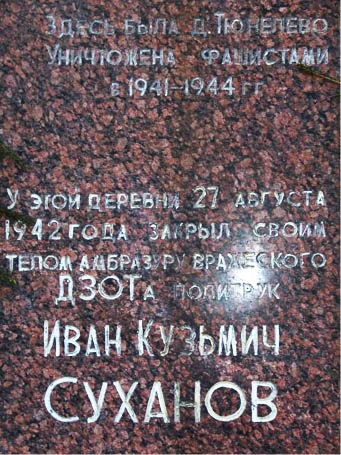 Здесь была д. Тюнелево
Уничтожена фашистами
в 1941-1944 гг
У этой деревни 27 августа
1942 года закрыл своим
телом амбразуру вражеского
ДЗОТа политрук
Иван Кузьмич
Суханов